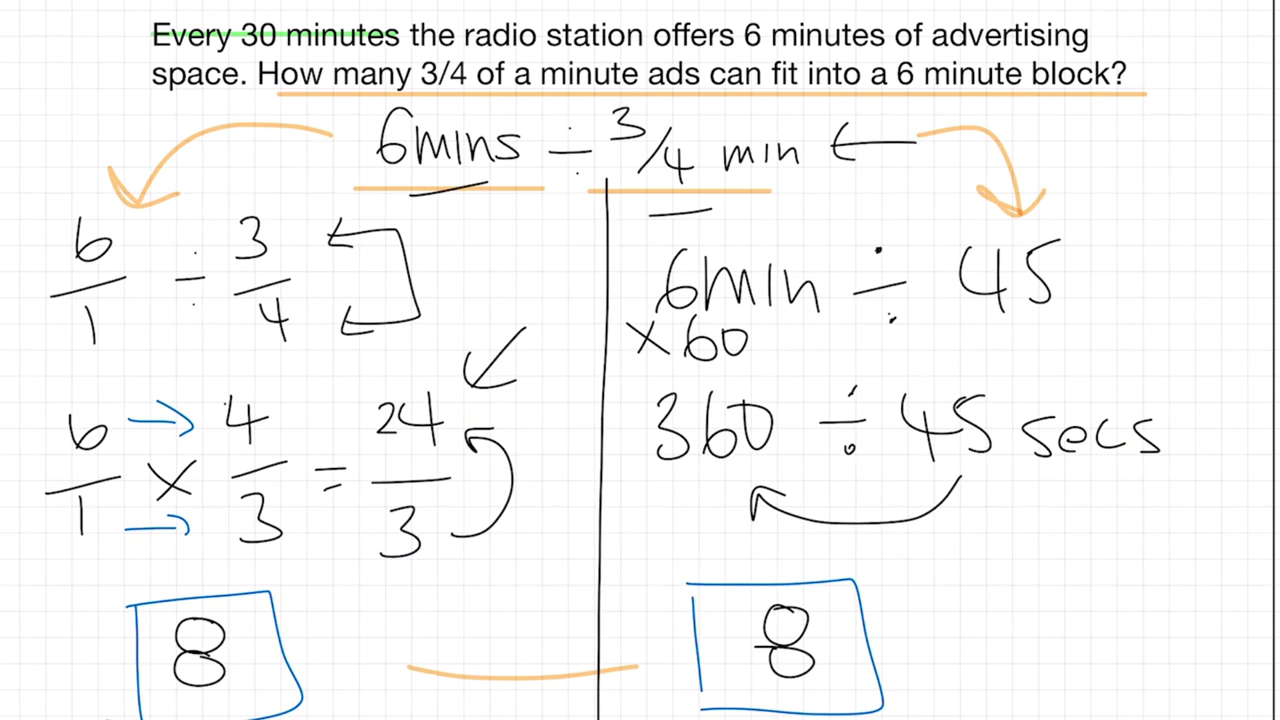 Every 30 minutes the radio station offers 6 minutes of advertising
space. How many 3/4 of a minute ads can fit into a 6 minute block?
6mins ÷ 3/4 min
6/1 ÷ 3/4
6/1 × 4/3 = 24/3
8
6min ÷ 45
×60
360 ÷ 45 secs
8